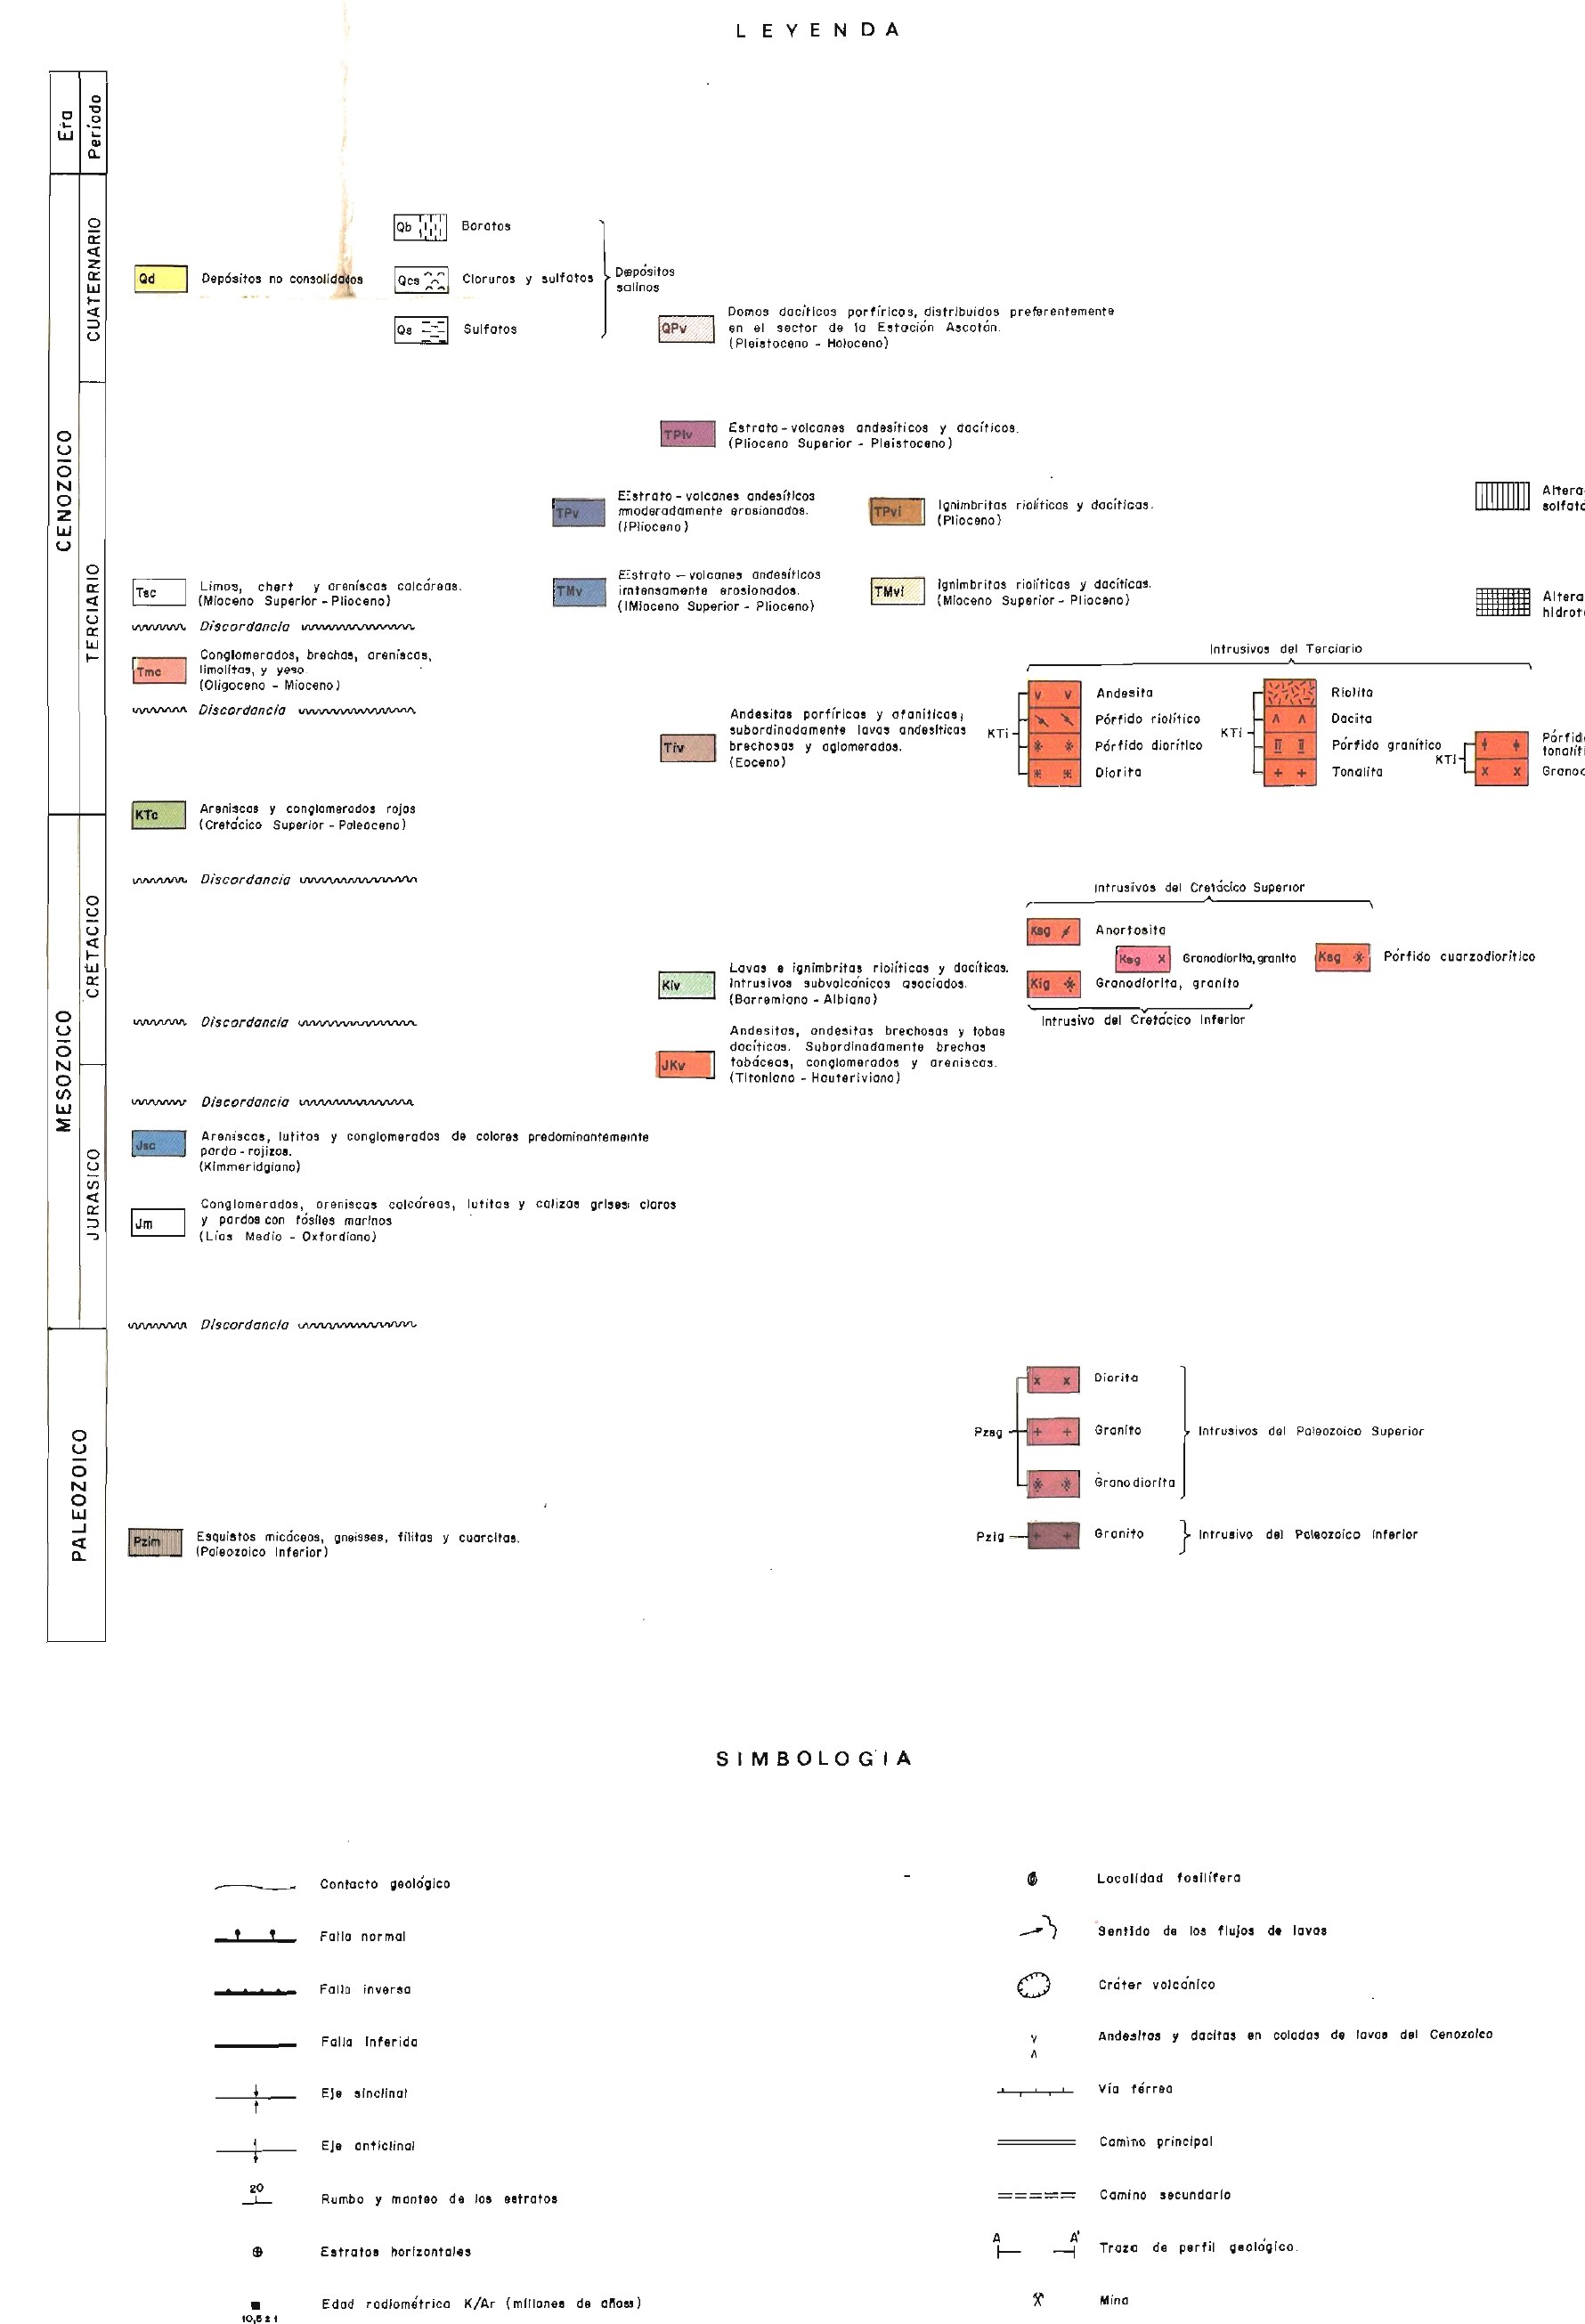 LEYENDA
Era
Período
CENOZOICO
CUATERNARIO
TERCIARIO
MESOZOICO
CRETACICO
JURASICO
PALEOZOICO
Qd Depósitos no consolidados
Qb Boratos
Qcs Cloruros y sulfatos
Qs Sulfatos
Depósitos
salinos
QPv
Domos dacíticos porfíricos, distribuidos preferentemente
en el sector de la Estación Ascotán.
(Pleistoceno - Holoceno)
TPlv
Estrato-volcanes andesíticos y dacíticos.
(Plioceno Superior - Pleistoceno)
TPv
EEstrato-volcanes andesíticos
mmoderadamente erosionados.
((Plioceno)
TPvi
Ignimbritas riolíticas y dacíticas.
(Plioceno)
Altera
solfat
Tsc
Limos, chert y areniscas calcáreas.
(Mioceno Superior - Plioceno)
TMv
EEstrato-volcanes andesíticos
intensamente erosionados.
(Mioceno Superior - Plioceno)
TMvi
Ignimbritas riolíticas y dacíticas.
(Mioceno Superior - Plioceno)
Altera
hidrot
Discordancia
Tmc
Conglomerados, brechas, areniscas,
limolitas, y yeso.
(Oligoceno - Mioceno)
Discordancia
Tiv
Andesitas porfíricas y afaníticas;
subordinadamente lavas andesíticas
brechosas y aglomerados.
(Eoceno)
Intrusivos del Terciario
KTi
Andesita
Pórfido riolítico
Pórfido diorítico
Diorita
KTi
Riolita
Dacita
Pórfido granítico
Tonalita
KTi
Pórfid
tonalít
Granod
KTc
Areniscas y conglomerados rojos
(Cretácico Superior - Paleoceno)
Discordancia
Intrusivos del Cretácico Superior
Ksg Anortosita
Ksg Granodiorita, granito
Ksg Pórfido cuarzodiorítico
Kig Granodiorita, granito
Intrusivo del Cretácico Inferior
Kiv
Lavas e ignimbritas riolíticas y dacíticas.
Intrusivos subvolcánicos asociados.
(Barremiano - Albiano)
Discordancia
JKv
Andesitas, andesitas brechosas y tobas
dacíticas. Subordinadamente brechas
tobáceas, conglomerados y areniscas.
(Titoniano - Hauteriviano)
Discordancia
Jsc
Areniscas, lutitas y conglomerados de colores predominantemeinte
pardo-rojizos.
(Kimmeridgiano)
Jm
Conglomerados, areniscas calcáreas, lutitas y calizas grises claros
y pardos con fósiles marinos
(Lías Medio - Oxfordiano)
Discordancia
Pzsg
Diorita
Granito
Granodiorita
Intrusivos del Paleozoico Superior
Pzim
Esquistos micáceos, gneisses, filitas y cuarcitas.
(Paleozoico Inferior)
Pzig
Granito
Intrusivo del Paleozoico Inferior
SIMBOLOGIA
Contacto geológico
Falla normal
Falla inversa
Falla inferida
Eje sinclinal
Eje anticlinal
20
Rumbo y manteo de los estratos
Estratos horizontales
Edad radiométrica K/Ar (millones de años)
10,5±1
Localidad fosilífera
Sentido de los flujos de lavas
Cráter volcánico
Andesitas y dacitas en coladas de lavas del Cenozoico
Vía férrea
Camino principal
Camino secundario
A A'
Traza de perfil geológico.
Mina